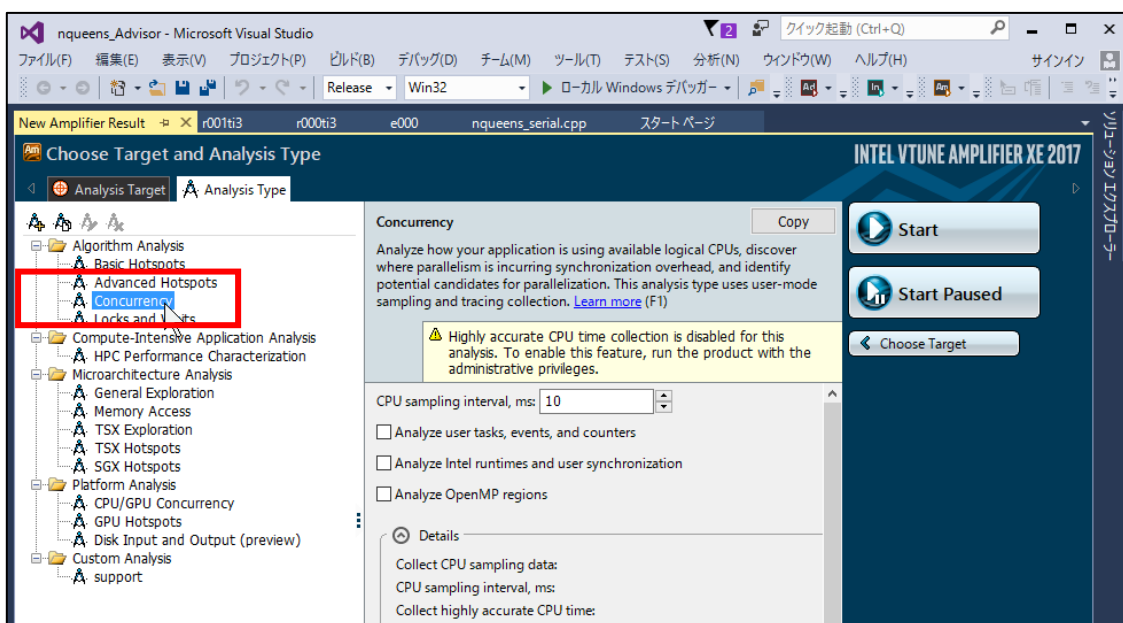 nqueens_Advisor - Microsoft Visual Studio
2
クイック起動 (Ctrl+Q)
ファイル(F) 編集(E) 表示(V) プロジェクト(P) ビルド(B) デバッグ(D) チーム(M) ツール(T) テスト(S) 分析(N) ウィンドウ(W) ヘルプ(H) サインイン
Release Win32 ローカル Windows デバッガー
New Amplifier Result r001ti3 r000ti3 e000 nqueens_serial.cpp スタート ページ
ソリューション エクスプローラー
Choose Target and Analysis Type
INTEL VTUNE AMPLIFIER XE 2017
Analysis Target Analysis Type
Algorithm Analysis
Basic Hotspots
Advanced Hotspots
Concurrency
Locks and Waits
Compute-Intensive Application Analysis
HPC Performance Characterization
Microarchitecture Analysis
General Exploration
Memory Access
TSX Exploration
TSX Hotspots
SGX Hotspots
Platform Analysis
CPU/GPU Concurrency
GPU Hotspots
Disk Input and Output (preview)
Custom Analysis
support
Concurrency
Copy
Analyze how your application is using available logical CPUs, discover
where parallelism is incurring synchronization overhead, and identify
potential candidates for parallelization. This analysis type uses user-mode
sampling and tracing collection. Learn more (F1)
Highly accurate CPU time collection is disabled for this
analysis. To enable this feature, run the product with the
administrative privileges.
CPU sampling interval, ms: 10
Analyze user tasks, events, and counters
Analyze Intel runtimes and user synchronization
Analyze OpenMP regions
Details
Collect CPU sampling data:
CPU sampling interval, ms:
Collect highly accurate CPU time:
Start
Start Paused
Choose Target